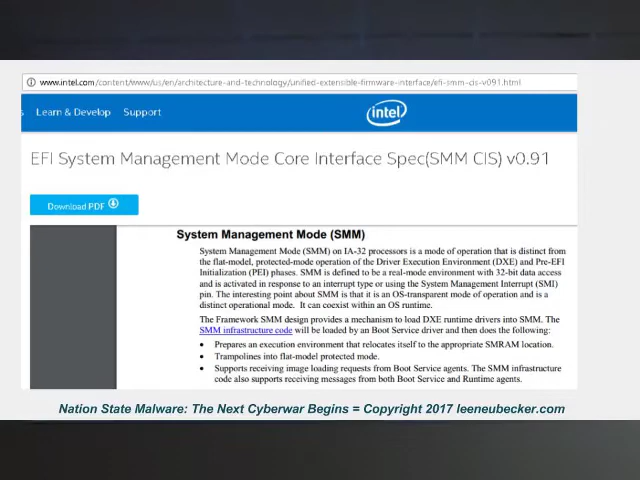 www.intel.com/content/www/us/en/architecture-and-technology/unified-extensible-firmware-interface/efi-smm-cis-v091.html
s Learn & Develop Support intel
EFI System Management Mode Core Interface Spec(SMM CIS) v0.91
Download PDF
System Management Mode (SMM)
System Management Mode (SMM) on IA-32 processors is a mode of operation that is distinct from
the flat-model, protected-mode operation of the Driver Execution Environment (DXE) and Pre-EFI
Initialization (PEI) phases. SMM is defined to be a real-mode environment with 32-bit data access
and is activated in response to an interrupt type or using the System Management Interrupt (SMI)
pin. The interesting point about SMM is that it is an OS-transparent mode of operation and is a
distinct operational mode. It can coexist within an OS runtime.
The Framework SMM design provides a mechanism to load DXE runtime drivers into SMM. The
SMM infrastructure code will be loaded by an Boot Service driver and then does the following:
• Prepares an execution environment that relocates itself to the appropriate SMRAM location.
• Trampolines into flat-model protected mode.
• Supports receiving image loading requests from Boot Service agents. The SMM infrastructure
code also supports receiving messages from both Boot Service and Runtime agents.
Nation State Malware: The Next Cyberwar Begins = Copyright 2017 leeneubecker.com